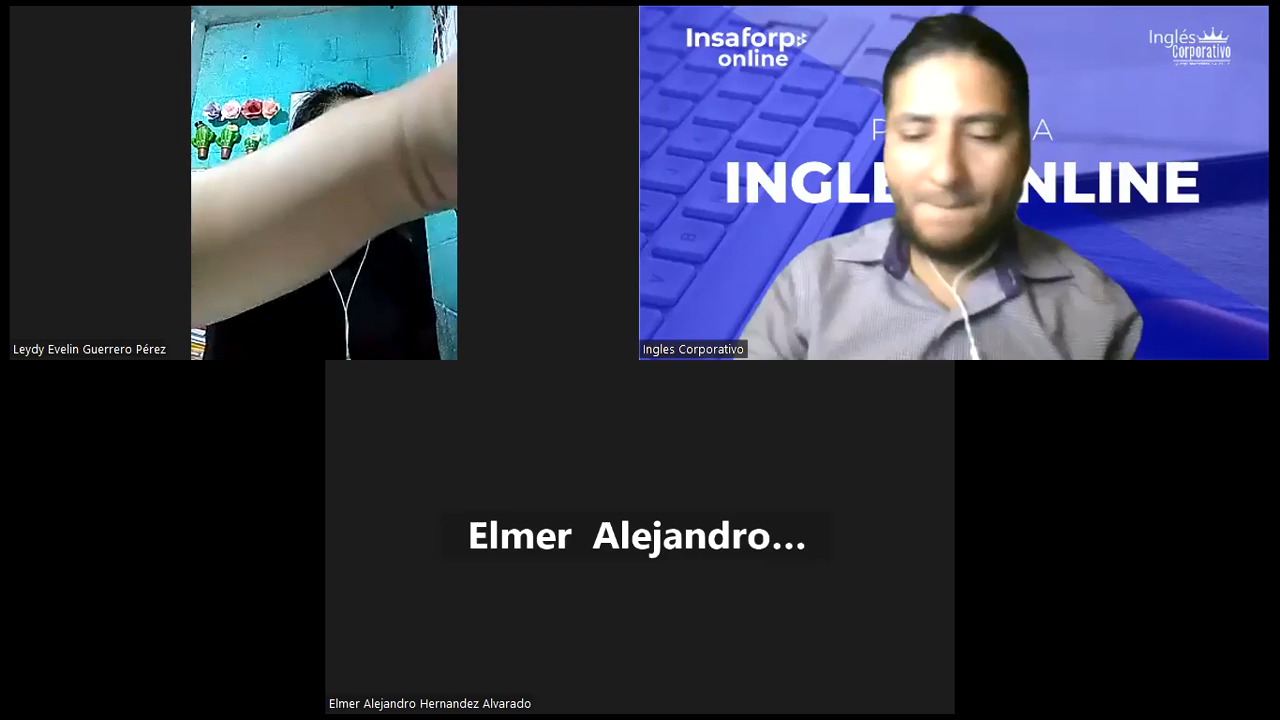 Insaforp
online
Inglés
Corporativo
P A
INGLE NLINE
Leydy Evelin Guerrero Pérez
Ingles Corporativo
Elmer Alejandro...
Elmer Alejandro Hernandez Alvarado